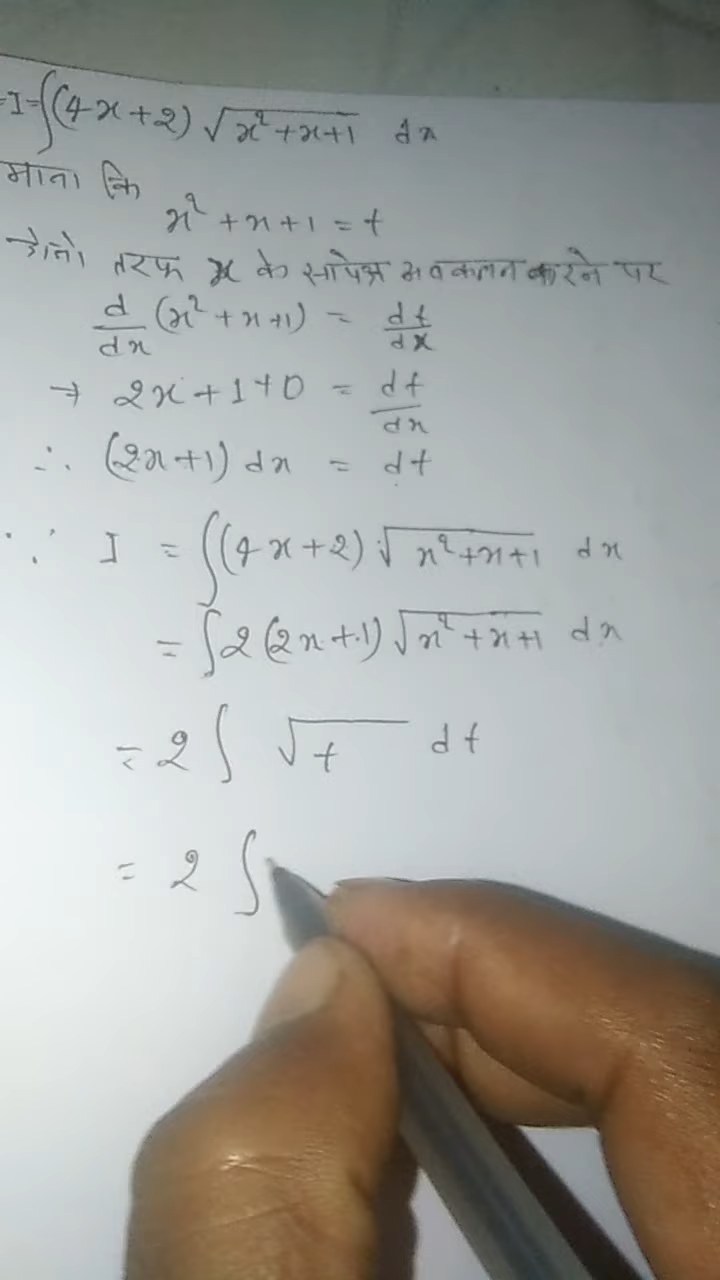 I = ∫(4x+2) √x²+x+1 dx
माना कि
x² + x + 1 = t
दोनो तरफ x के सापेक्ष अवकलन करने पर
d/dx (x² + x + 1) = dt/dx
→ 2x + 1 + 0 = dt/dx
∴ (2x+1) dx = dt
∵ I = ∫(4x+2) √x²+x+1 dx
= ∫2(2x+1) √x²+x+1 dx
= 2 ∫ √t dt
= 2 ∫